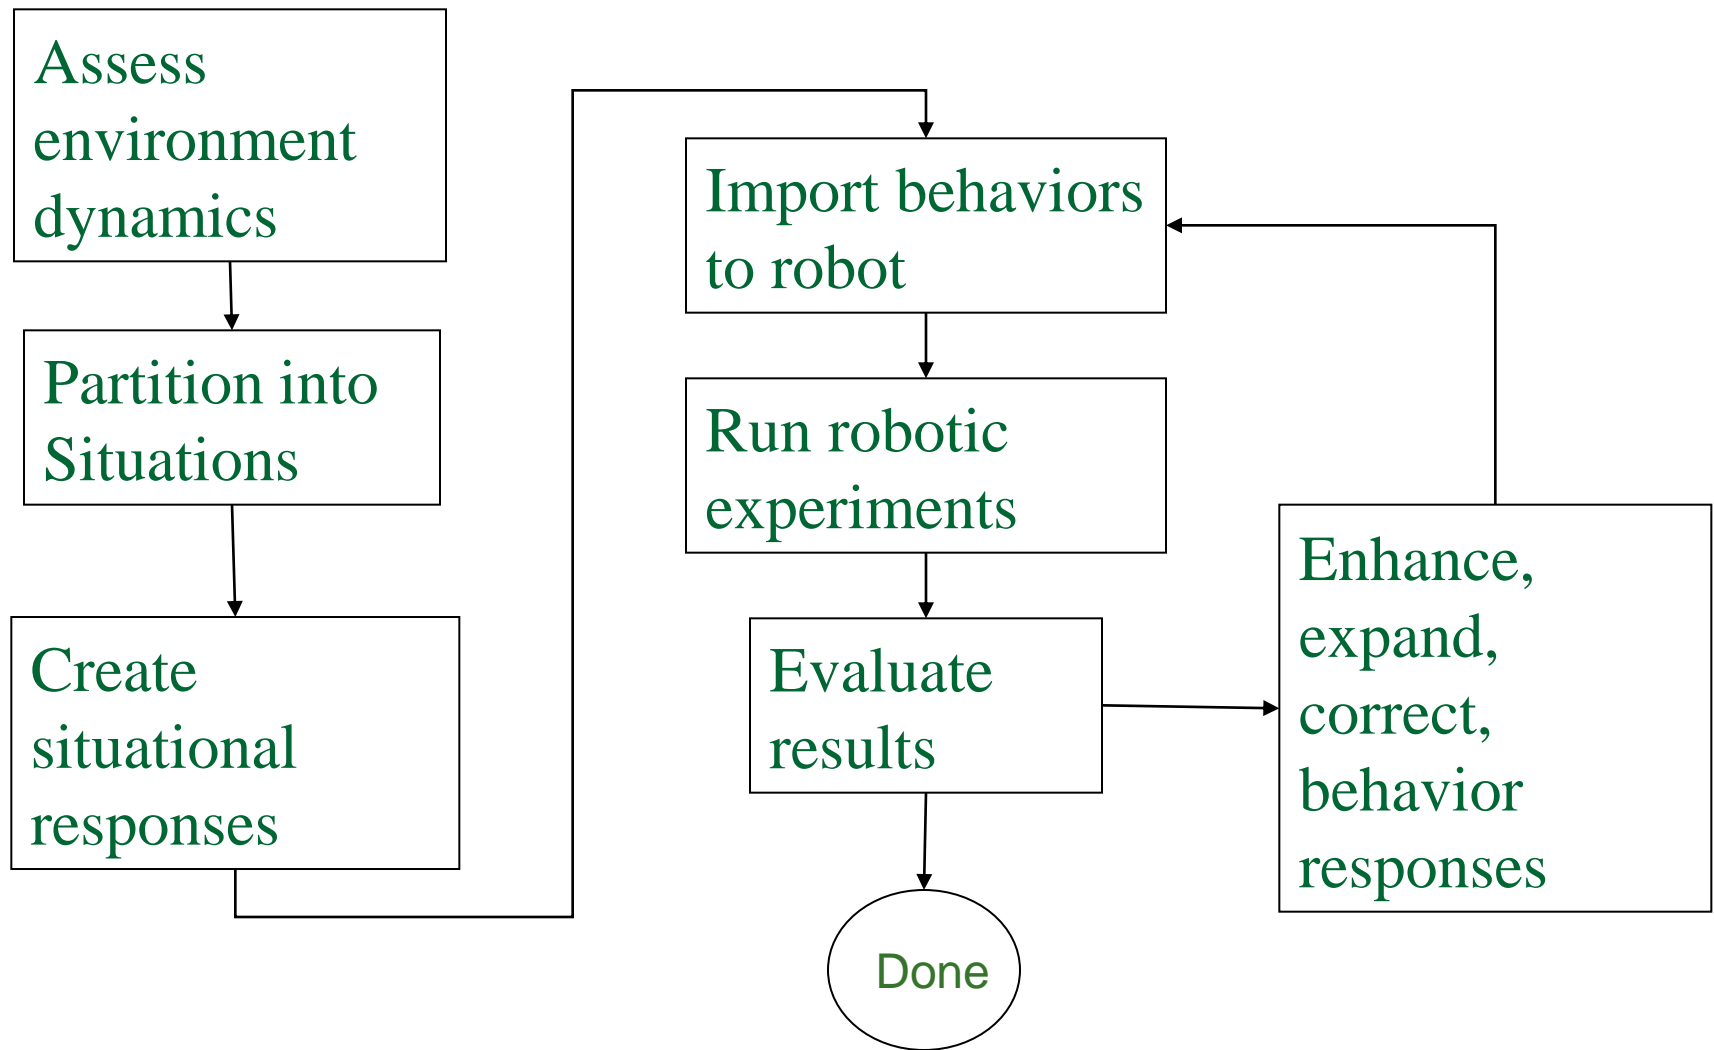 Assess
environment
dynamics
Partition into
Situations
Create
situational
responses
Import behaviors
to robot
Run robotic
experiments
Evaluate
results
Done
Enhance,
expand,
correct,
behavior
responses